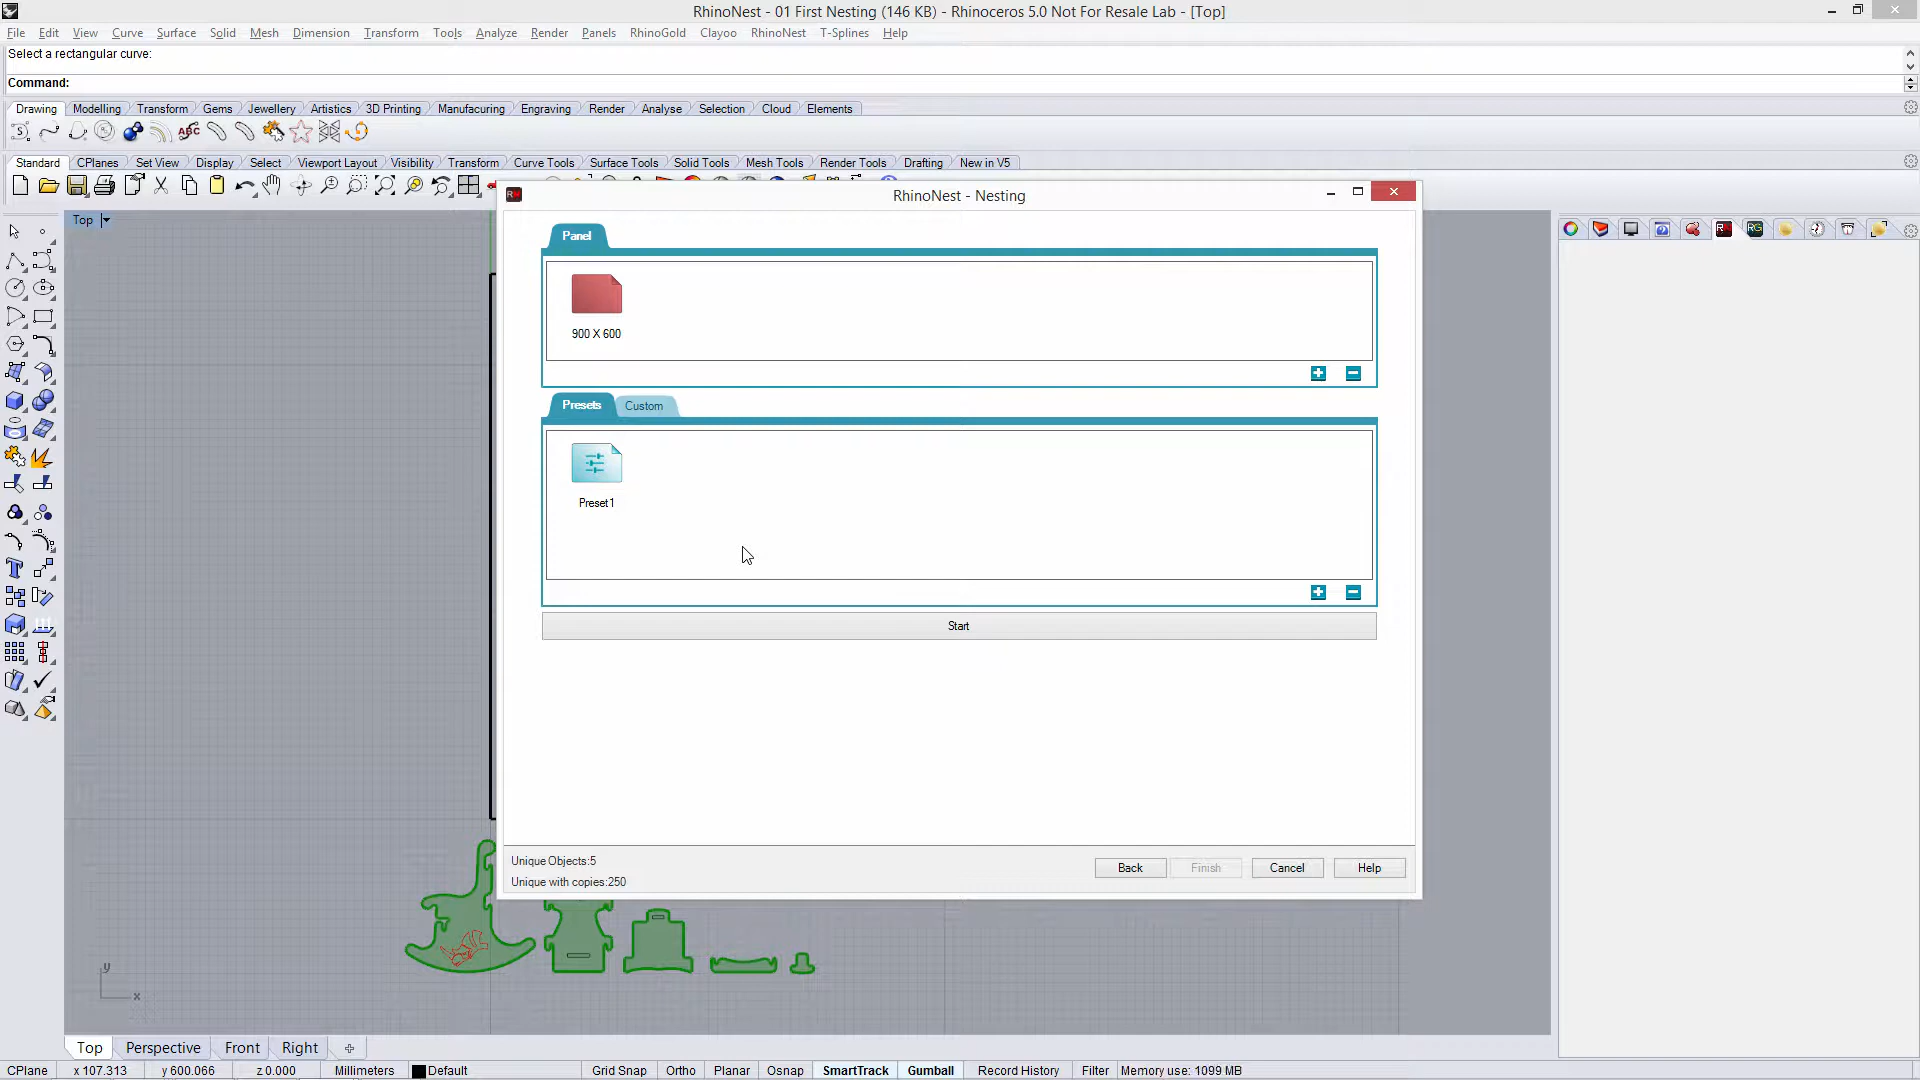 RhinoNest - 01 First Nesting (146 KB) - Rhinoceros 5.0 Not For Resale Lab - [Top]
File Edit View Curve Surface Solid Mesh Dimension Transform Tools Analyze Render Panels RhinoGold Clayoo RhinoNest T-Splines Help
Select a rectangular curve:
Command:
Drawing Modelling Transform Gems Jewellery Artistics 3D Printing Manufacuring Engraving Render Analyse Selection Cloud Elements
ABC
Standard CPlanes Set View Display Select Viewport Layout Visibility Transform Curve Tools Surface Tools Solid Tools Mesh Tools Render Tools Drafting New in V5
RhinoNest - Nesting
Top
Panel
900 X 600
Presets Custom
Preset1
Start
Unique Objects:5
Unique with copies:250
Back Finish Cancel Help
y
x
Top Perspective Front Right
CPlane x 107.313 y 600.066 z 0.000 Millimeters Default Grid Snap Ortho Planar Osnap SmartTrack Gumball Record History Filter Memory use: 1099 MB